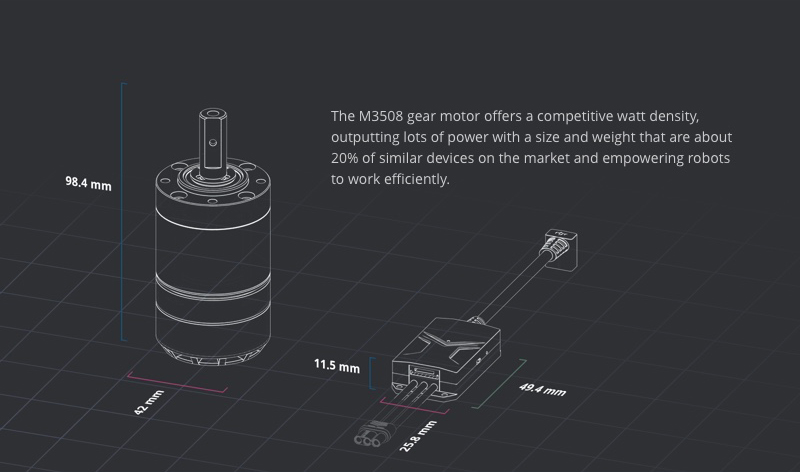 The M3508 gear motor offers a competitive watt density,
outputting lots of power with a size and weight that are about
20% of similar devices on the market and empowering robots
to work efficiently.
98.4 mm
42 mm
11.5 mm
25.8 mm
49.4 mm